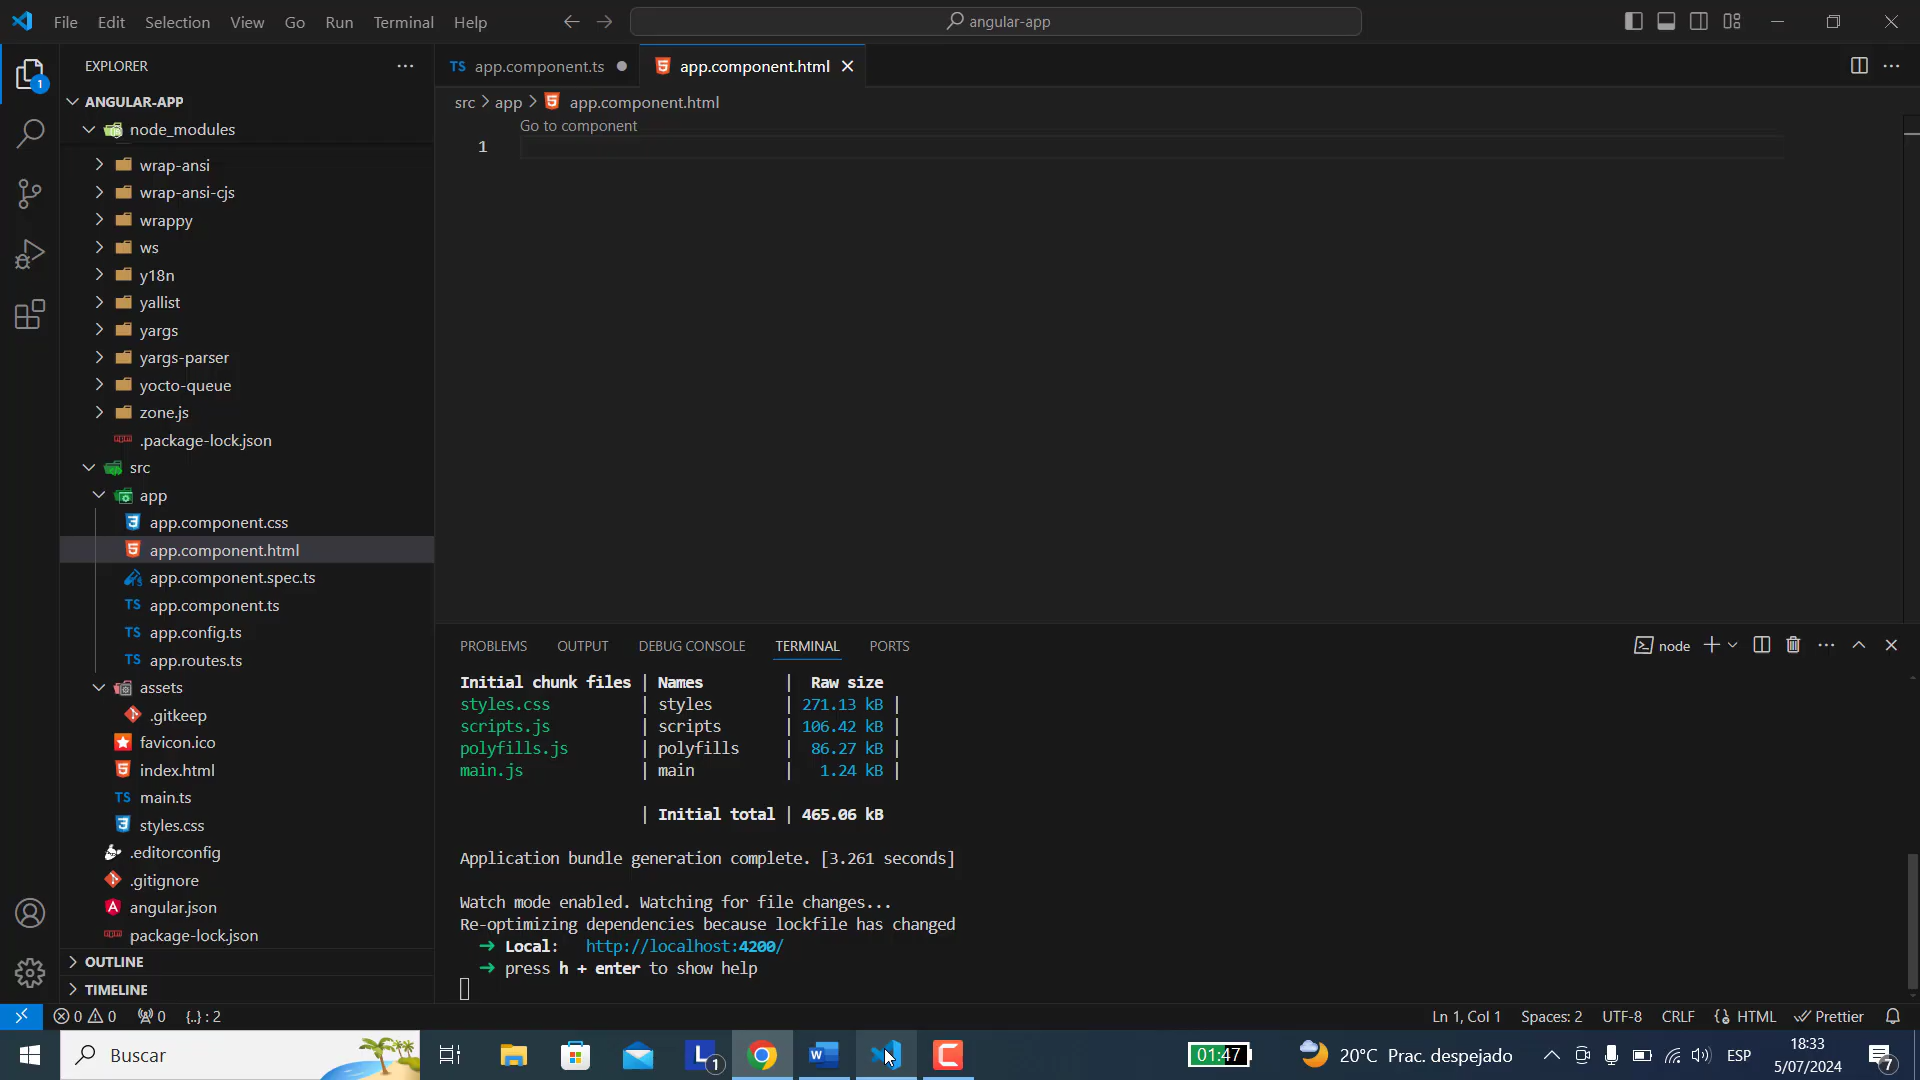 File Edit Selection View Go Run Terminal Help
angular-app
EXPLORER
1
ANGULAR-APP
node_modules
wrap-ansi
wrap-ansi-cjs
wrappy
ws
y18n
yallist
yargs
yargs-parser
yocto-queue
zone.js
.package-lock.json
src
app
app.component.css
app.component.html
app.component.spec.ts
TS app.component.ts
TS app.config.ts
TS app.routes.ts
assets
.gitkeep
favicon.ico
index.html
TS main.ts
styles.css
.editorconfig
.gitignore
angular.json
package-lock.json
OUTLINE
TIMELINE
TS app.component.ts
app.component.html
src > app > app.component.html
Go to component
1
PROBLEMS OUTPUT DEBUG CONSOLE TERMINAL PORTS
node
Initial chunk files | Names | Raw size
styles.css | styles | 271.13 kB |
scripts.js | scripts | 106.42 kB |
polyfills.js | polyfills | 86.27 kB |
main.js | main | 1.24 kB |
| Initial total | 465.06 kB
Application bundle generation complete. [3.261 seconds]
Watch mode enabled. Watching for file changes...
Re-optimizing dependencies because lockfile has changed
➜ Local: http://localhost:4200/
➜ press h + enter to show help
0 0 0 {..} : 2
Ln 1, Col 1 Spaces: 2 UTF-8 CRLF HTML Prettier
Buscar
L 1
W
C
01:47
20°C Prac. despejado
ESP
18:33
5/07/2024
7